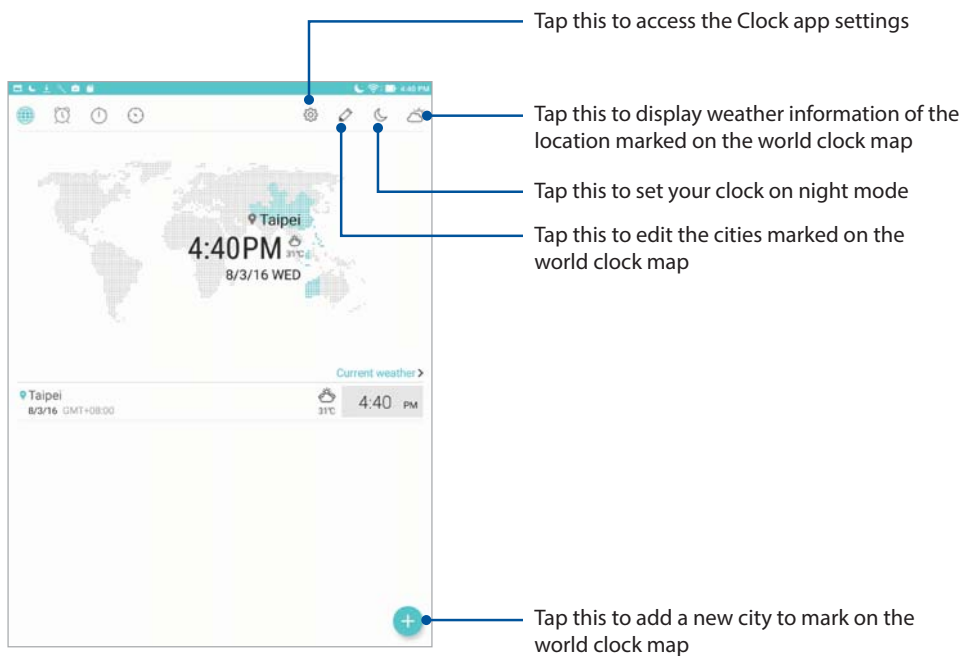 Tap this to access the Clock app settings
4:40 PM
Tap this to display weather information of the
location marked on the world clock map
Tap this to set your clock on night mode
Tap this to edit the cities marked on the
world clock map
Taipei
4:40PM
31°C
8/3/16 WED
Current weather >
Taipei
8/3/16 GMT+08:00
31°C
4:40 PM
Tap this to add a new city to mark on the
world clock map